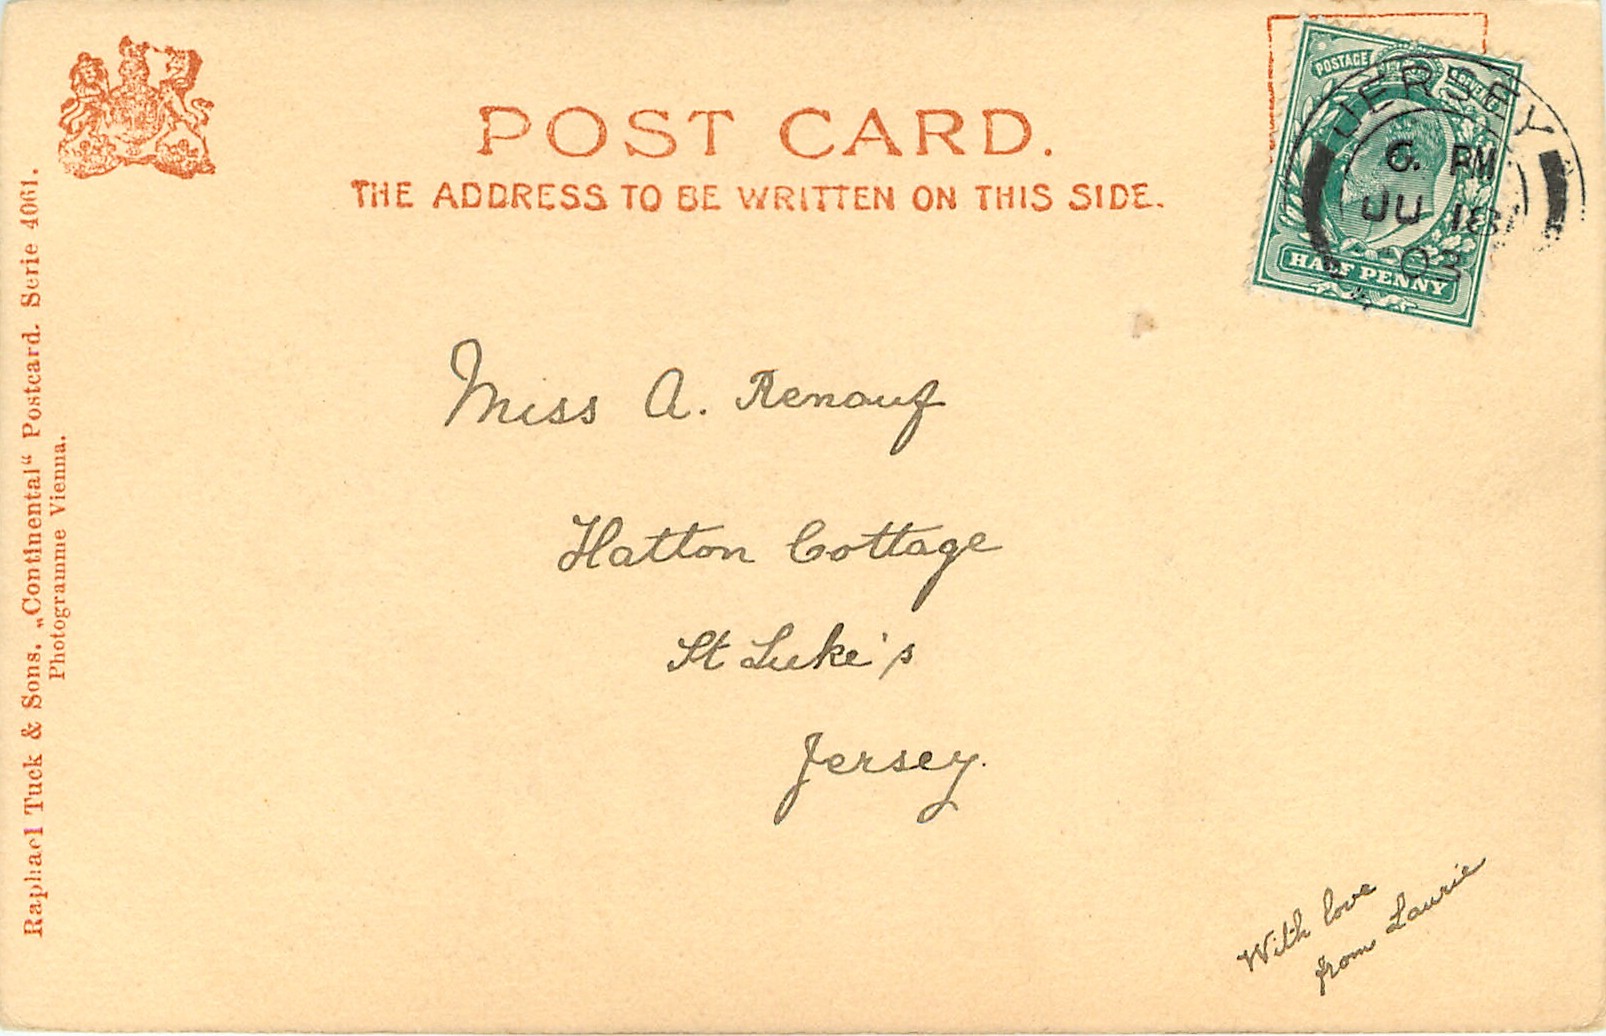 POST CARD.
THE ADDRESS TO BE WRITTEN ON THIS SIDE.
Raphael Tuck & Sons. „Continental“ Postcard. Serie 4061.
Photogramme Vienna.
POSTAGE
HALF PENNY
JERSEY
6. PM
JU 18
03
Miss A. Renouf
Hatton Cottage
St Luke's
Jersey.
With love
from Laurie